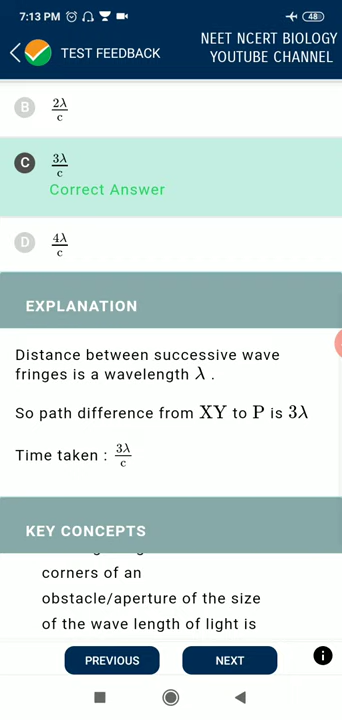 7:13 PM
48
TEST FEEDBACK
NEET NCERT BIOLOGY
YOUTUBE CHANNEL
B 2λ/c
C 3λ/c
Correct Answer
D 4λ/c
EXPLANATION
Distance between successive wave
fringes is a wavelength λ .
So path difference from XY to P is 3λ
Time taken : 3λ/c
KEY CONCEPTS
corners of an
obstacle/aperture of the size
of the wave length of light is
PREVIOUS
NEXT